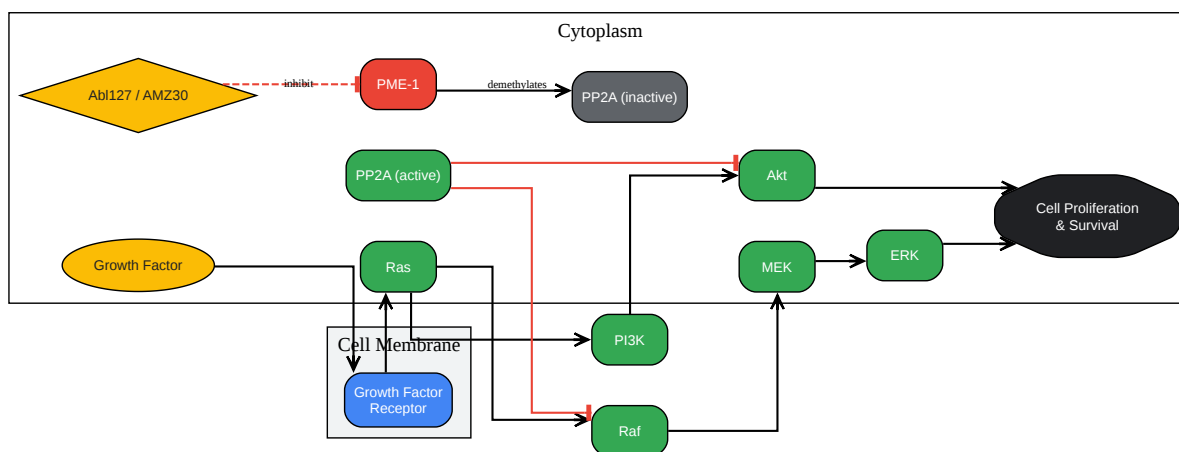 Cytoplasm
Abl127 / AMZ30
inhibit
PME-1
demethylates
PP2A (inactive)
PP2A (active)
Akt
Cell Proliferation
& Survival
Growth Factor
Ras
MEK
ERK
Cell Membrane
PI3K
Growth Factor
Receptor
Raf